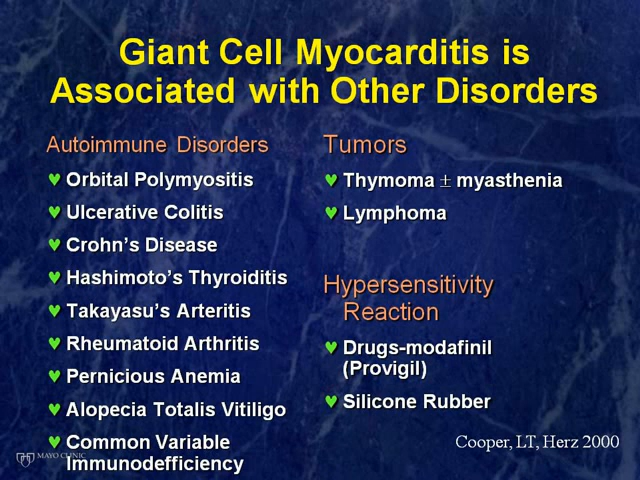 Giant Cell Myocarditis is
Associated with Other Disorders
Autoimmune Disorders
Orbital Polymyositis
Ulcerative Colitis
Crohn’s Disease
Hashimoto’s Thyroiditis
Takayasu’s Arteritis
Rheumatoid Arthritis
Pernicious Anemia
Alopecia Totalis Vitiligo
Common Variable
Immunodefficiency
Tumors
Thymoma ± myasthenia
Lymphoma
Hypersensitivity
Reaction
Drugs-modafinil
(Provigil)
Silicone Rubber
Cooper, LT, Herz 2000
MAYO CLINIC